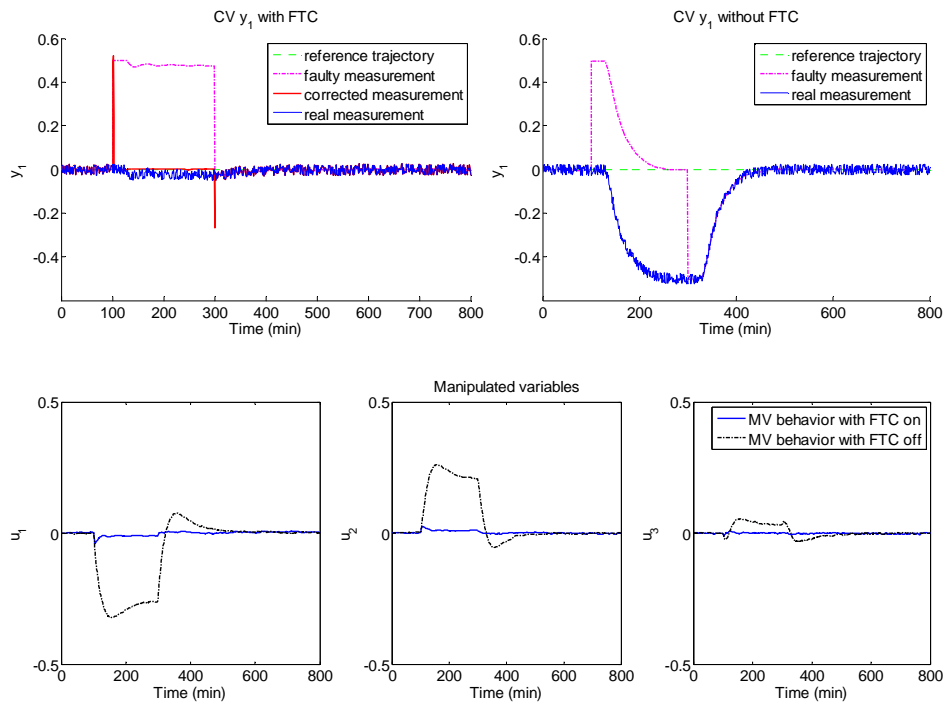 CV y1 with FTC
0.6
0.4
0.2
0
-0.2
-0.4
y1
0 100 200 300 400 500 600 700 800
Time (min)
reference trajectory
faulty measurement
corrected measurement
real measurement
CV y1 without FTC
0.6
0.4
0.2
0
-0.2
-0.4
y1
0 200 400 600 800
Time (min)
reference trajectory
faulty measurement
real measurement
Manipulated variables
0.5
0
-0.5
u1
0 200 400 600 800
Time (min)
0.5
0
-0.5
u2
0 200 400 600 800
Time (min)
0.5
0
-0.5
u3
0 200 400 600 800
Time (min)
MV behavior with FTC on
MV behavior with FTC off